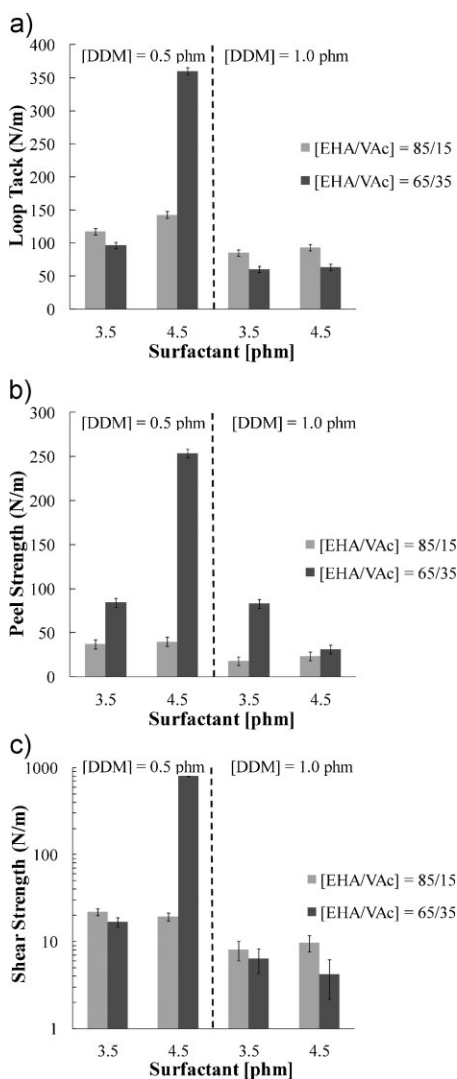 a)
[DDM] = 0.5 phm
[DDM] = 1.0 phm
Loop Tack (N/m)
400
350
300
250
200
150
100
50
0
[EHA/VAc] = 85/15
[EHA/VAc] = 65/35
3.5
4.5
3.5
4.5
Surfactant [phm]
b)
[DDM] = 0.5 phm
[DDM] = 1.0 phm
Peel Strength (N/m)
300
250
200
150
100
50
0
[EHA/VAc] = 85/15
[EHA/VAc] = 65/35
3.5
4.5
3.5
4.5
Surfactant [phm]
c)
[DDM] = 0.5 phm
[DDM] = 1.0 phm
Shear Strength (N/m)
1000
100
10
1
[EHA/VAc] = 85/15
[EHA/VAc] = 65/35
3.5
4.5
3.5
4.5
Surfactant [phm]